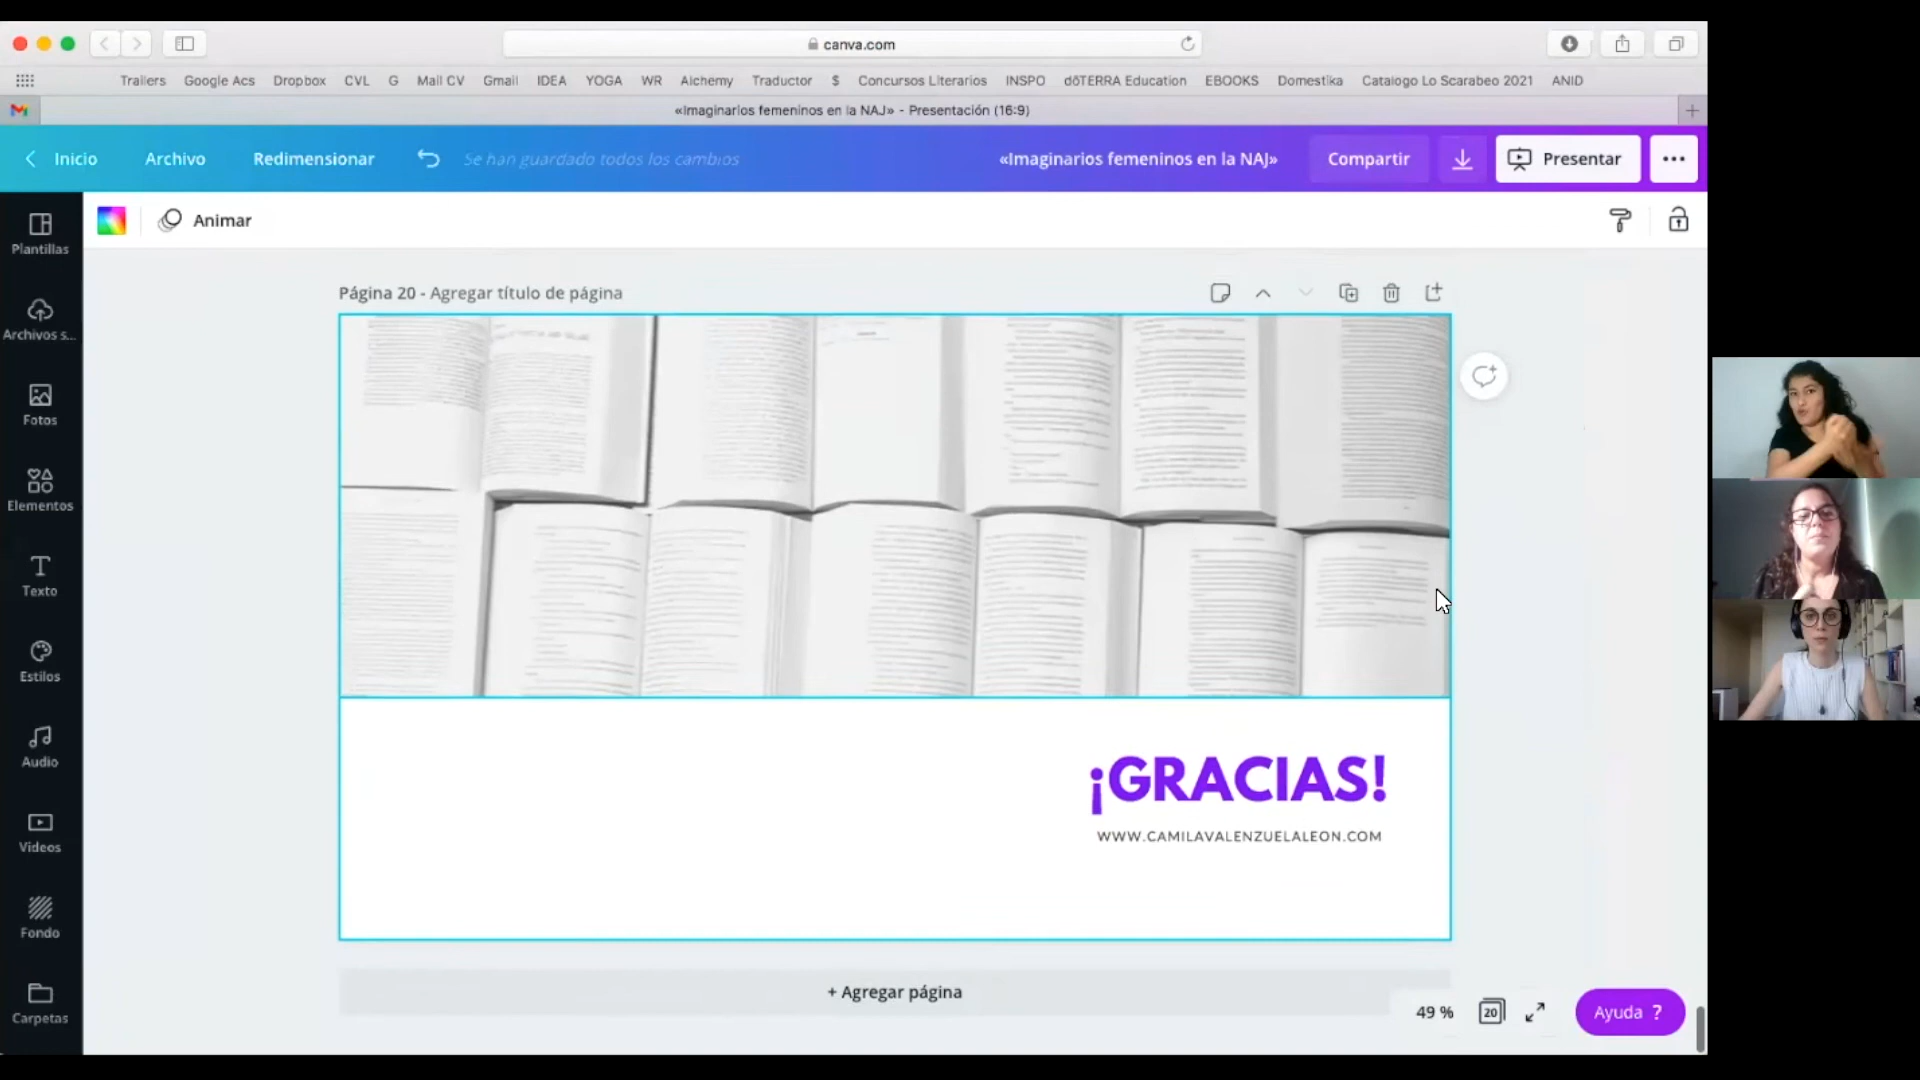 canva.com
Trailers Google Acs Dropbox CVL G Mail CV Gmail IDEA YOGA WR Alchemy Traductor $ Concursos Literarios INSPO dōTERRA Education EBOOKS Domestika Catalogo Lo Scarabeo 2021 ANID
«Imaginarios femeninos en la NAJ» - Presentación (16:9)
Inicio Archivo Redimensionar Se han guardado todos los cambios «Imaginarios femeninos en la NAJ» Compartir Presentar
Animar
Plantillas
Archivos s...
Fotos
Elementos
Texto
Estilos
Audio
Videos
Fondo
Carpetas
Página 20 - Agregar título de página
¡GRACIAS!
WWW.CAMILAVALENZUELALEON.COM
+ Agregar página
49 % 20 Ayuda ?